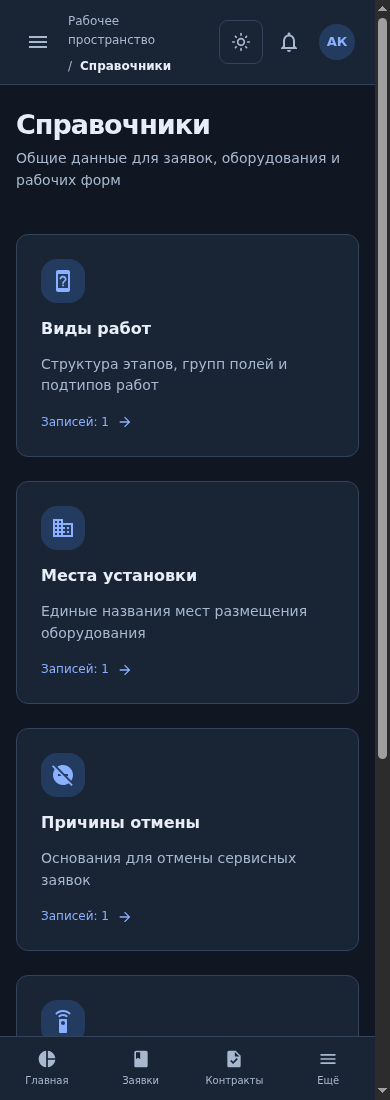 Рабочее
пространство
/ Справочники
АК
Справочники
Общие данные для заявок, оборудования и
рабочих форм
Виды работ
Структура этапов, групп полей и
подтипов работ
Записей: 1
Места установки
Единые названия мест размещения
оборудования
Записей: 1
Причины отмены
Основания для отмены сервисных
заявок
Записей: 1
Главная
Заявки
Контракты
Ещё